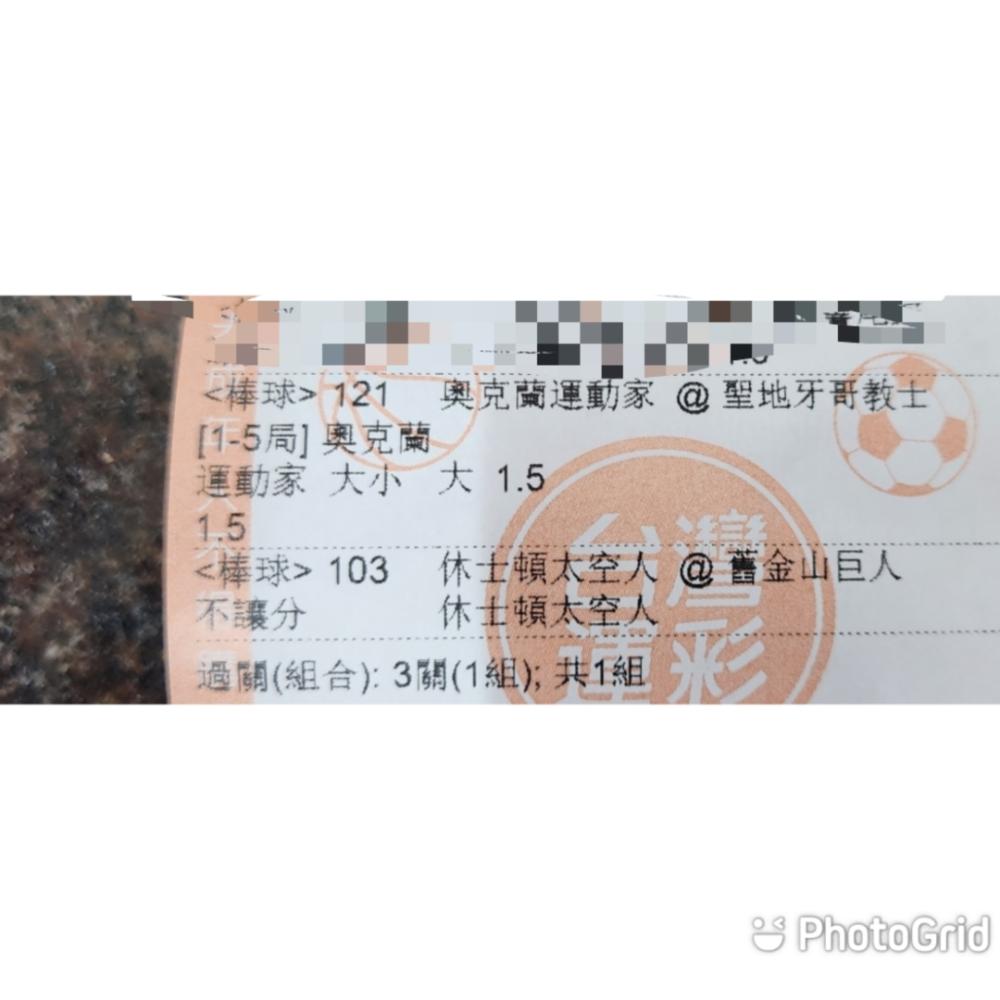 <棒球> 121 奧克蘭運動家 @ 聖地牙哥教士
[1-5局] 奧克蘭
運動家 大小 大 1.5
1.5
<棒球> 103 休士頓太空人 @ 舊金山巨人
不讓分 休士頓太空人
過關(組合): 3關(1組); 共1組
台灣
運彩
PhotoGrid